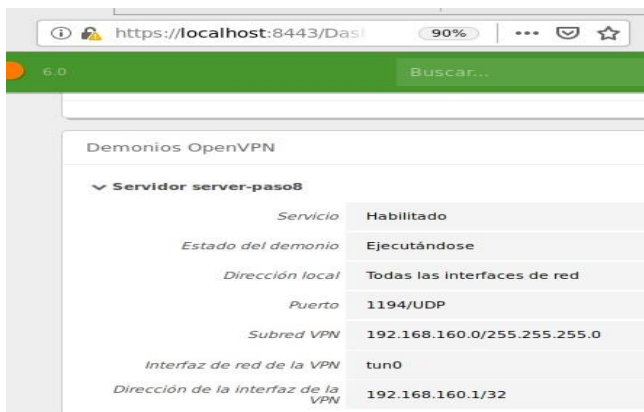 https://localhost:8443/Das
90%
6.0
Buscar...
Demonios OpenVPN
Servidor server-paso8
Servicio Habilitado
Estado del demonio Ejecutándose
Dirección local Todas las interfaces de red
Puerto 1194/UDP
Subred VPN 192.168.160.0/255.255.255.0
Interfaz de red de la VPN tun0
Dirección de la interfaz de la
VPN 192.168.160.1/32